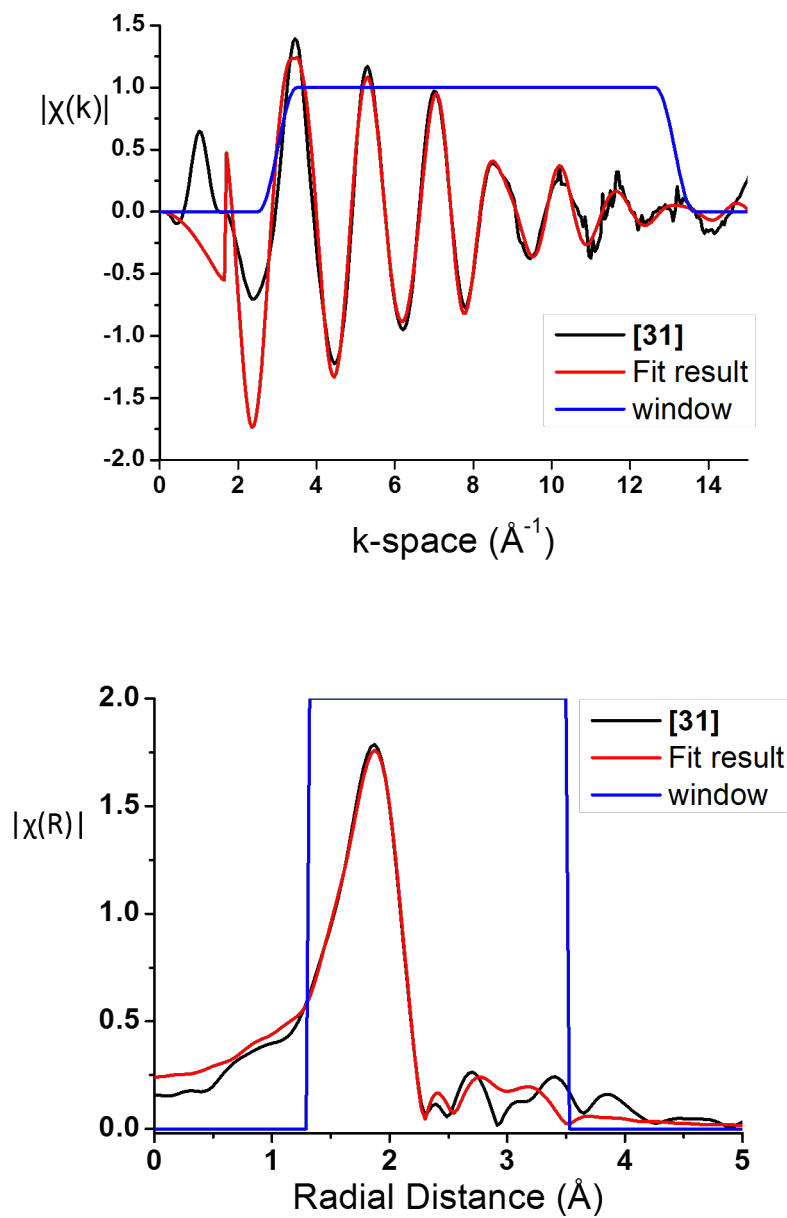 1.5
1.0
0.5
0.0
-0.5
-1.0
-1.5
-2.0
|χ(k)|
[31]
Fit result
window
0 2 4 6 8 10 12 14
k-space (Å⁻¹)
2.0
1.5
1.0
0.5
0.0
|χ(R)|
[31]
Fit result
window
0 1 2 3 4 5
Radial Distance (Å)